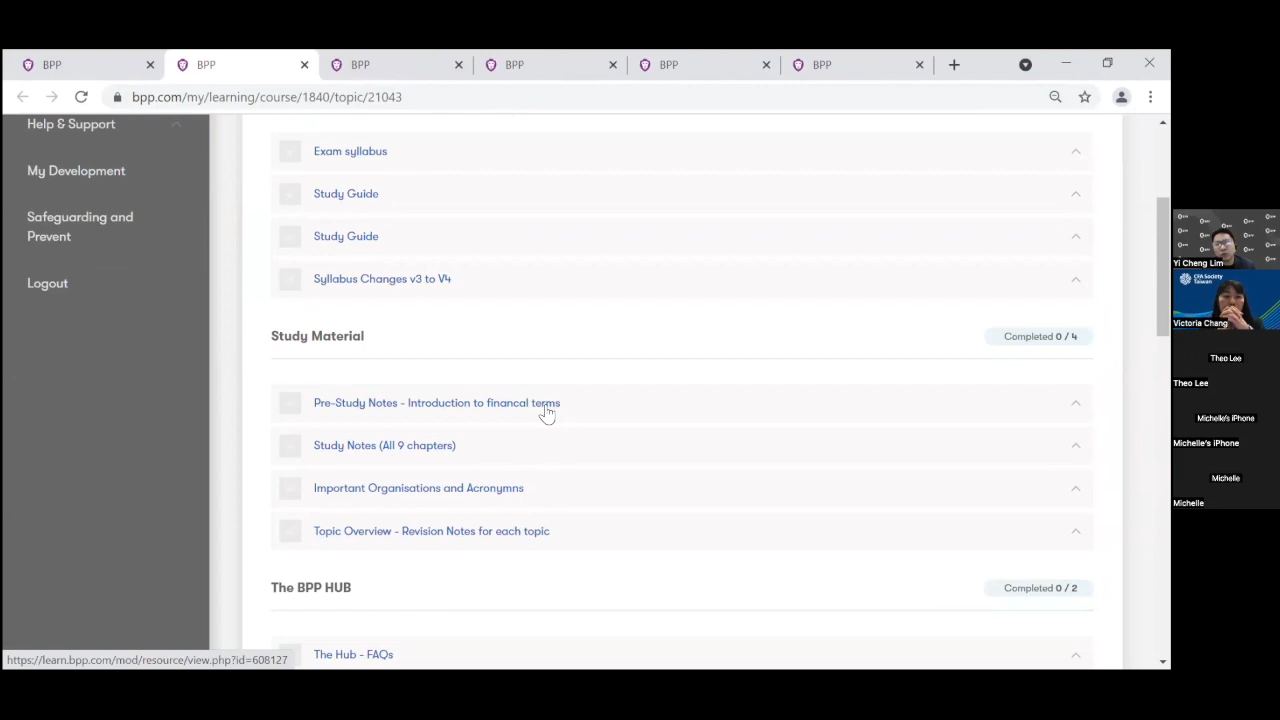 BPP
BPP
BPP
BPP
BPP
BPP
bpp.com/my/learning/course/1840/topic/21043
Help & Support
My Development
Safeguarding and
Prevent
Logout
Exam syllabus
Study Guide
Study Guide
Syllabus Changes v3 to V4
Study Material
Completed 0 / 4
Pre-Study Notes - Introduction to financal terms
Study Notes (All 9 chapters)
Important Organisations and Acronymns
Topic Overview - Revision Notes for each topic
The BPP HUB
Completed 0 / 2
The Hub - FAQs
https://learn.bpp.com/mod/resource/view.php?id=608127
Yi Cheng Lim
CFA Society
Taiwan
Victoria Chang
Theo Lee
Theo Lee
Michelle's iPhone
Michelle's iPhone
Michelle
Michelle